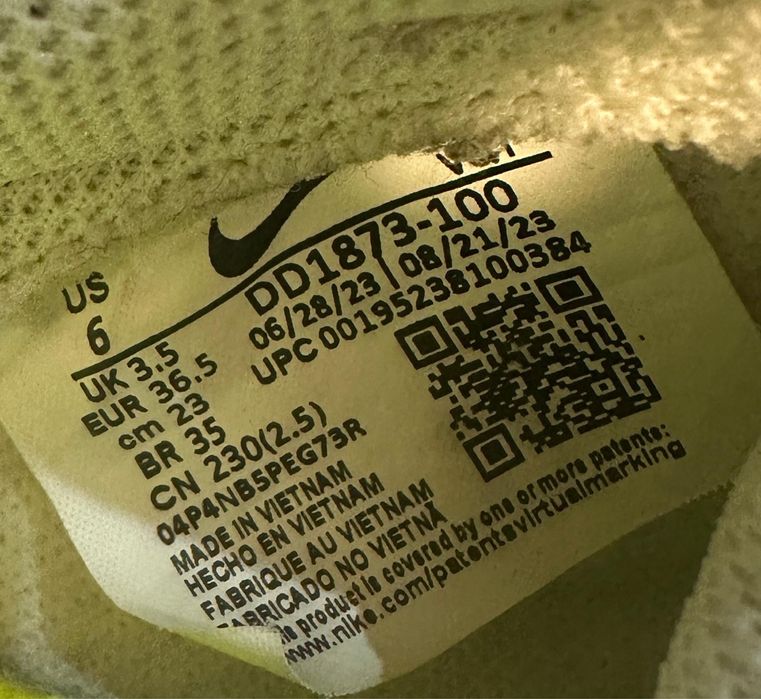 US
6
UK 3.5
EUR 36.5
cm 23
BR 35
CN 230(2.5)
DD1873-100
06/28/23 08/21/23
UPC 00195238100384
04P4NB5PEG73R
MADE IN VIETNAM
HECHO EN VIETNAM
FABRIQUE AU VIETNAM
FABRICADO NO VIETNÃ
product is covered by one or more patents:
www.nike.com/patentsvirtualmarking